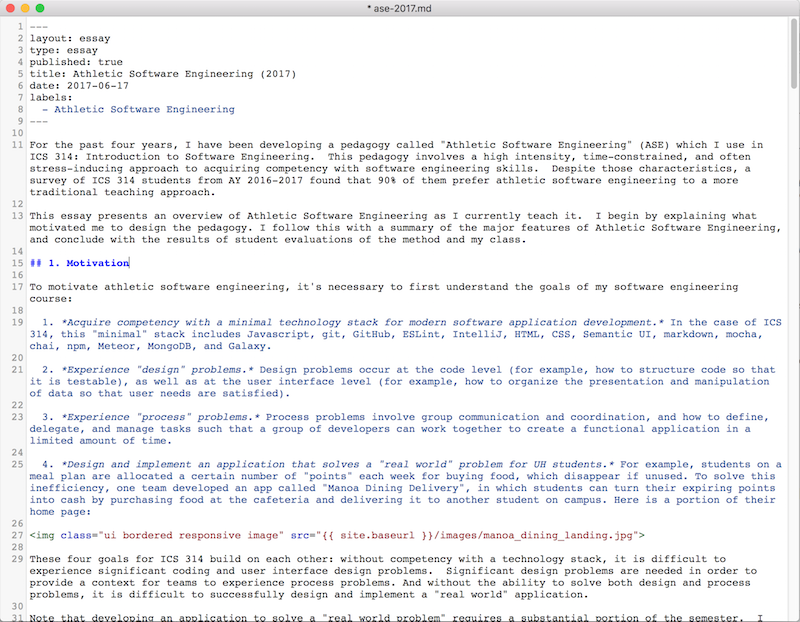 * ase-2017.md
1 ---
2 layout: essay
3 type: essay
4 published: true
5 title: Athletic Software Engineering (2017)
6 date: 2017-06-17
7 labels:
8 - Athletic Software Engineering
9 ---
10
11 For the past four years, I have been developing a pedagogy called "Athletic Software Engineering" (ASE) which I use in
ICS 314: Introduction to Software Engineering. This pedagogy involves a high intensity, time-constrained, and often
stress-inducing approach to acquiring competency with software engineering skills. Despite those characteristics, a
survey of ICS 314 students from AY 2016-2017 found that 90% of them prefer athletic software engineering to a more
traditional teaching approach.
12
13 This essay presents an overview of Athletic Software Engineering as I currently teach it. I begin by explaining what
motivated me to design the pedagogy. I follow this with a summary of the major features of Athletic Software Engineering,
and conclude with the results of student evaluations of the method and my class.
14
15 ## 1. Motivation
16
17 To motivate athletic software engineering, it's necessary to first understand the goals of my software engineering
course:
18
19 1. *Acquire competency with a minimal technology stack for modern software application development.* In the case of ICS
314, this "minimal" stack includes Javascript, git, GitHub, ESLint, IntelliJ, HTML, CSS, Semantic UI, markdown, mocha,
chai, npm, Meteor, MongoDB, and Galaxy.
20
21 2. *Experience "design" problems.* Design problems occur at the code level (for example, how to structure code so that
it is testable), as well as at the user interface level (for example, how to organize the presentation and manipulation
of data so that user needs are satisfied).
22
23 3. *Experience "process" problems.* Process problems involve group communication and coordination, and how to define,
delegate, and manage tasks such that a group of developers can work together to create a functional application in a
limited amount of time.
24
25 4. *Design and implement an application that solves a "real world" problem for UH students.* For example, students on a
meal plan are allocated a certain number of "points" each week for buying food, which disappear if unused. To solve this
inefficiency, one team developed an app called "Manoa Dining Delivery", in which students can turn their expiring points
into cash by purchasing food at the cafeteria and delivering it to another student on campus. Here is a portion of their
home page:
26
27 <img class="ui bordered responsive image" src="{{ site.baseurl }}/images/manoa_dining_landing.jpg">
28
29 These four goals for ICS 314 build on each other: without competency with a technology stack, it is difficult to
experience significant coding and user interface design problems. Significant design problems are needed in order to
provide a context for teams to experience process problems. And without the ability to solve both design and process
problems, it is difficult to successfully design and implement a "real world" application.
30
31 Note that developing an application to solve a "real world problem" requires a substantial portion of the semester. I